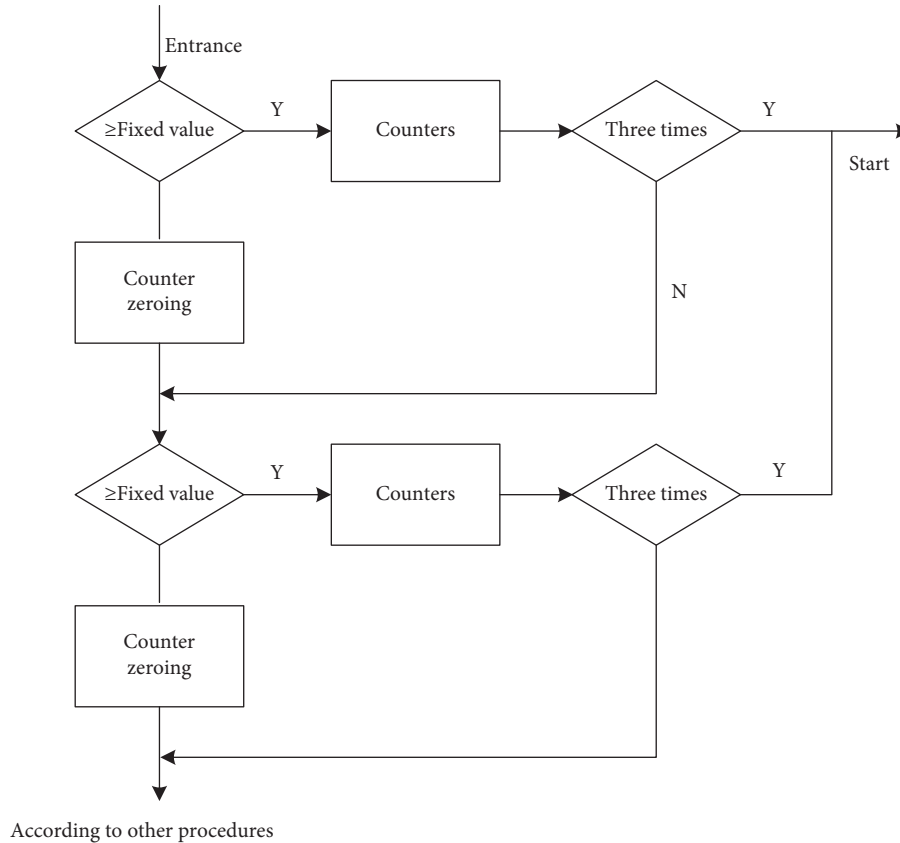 Entrance
≥Fixed value
Y
Counters
Three times
Y
Start
Counter
zeroing
N
≥Fixed value
Y
Counters
Three times
Y
Counter
zeroing
According to other procedures